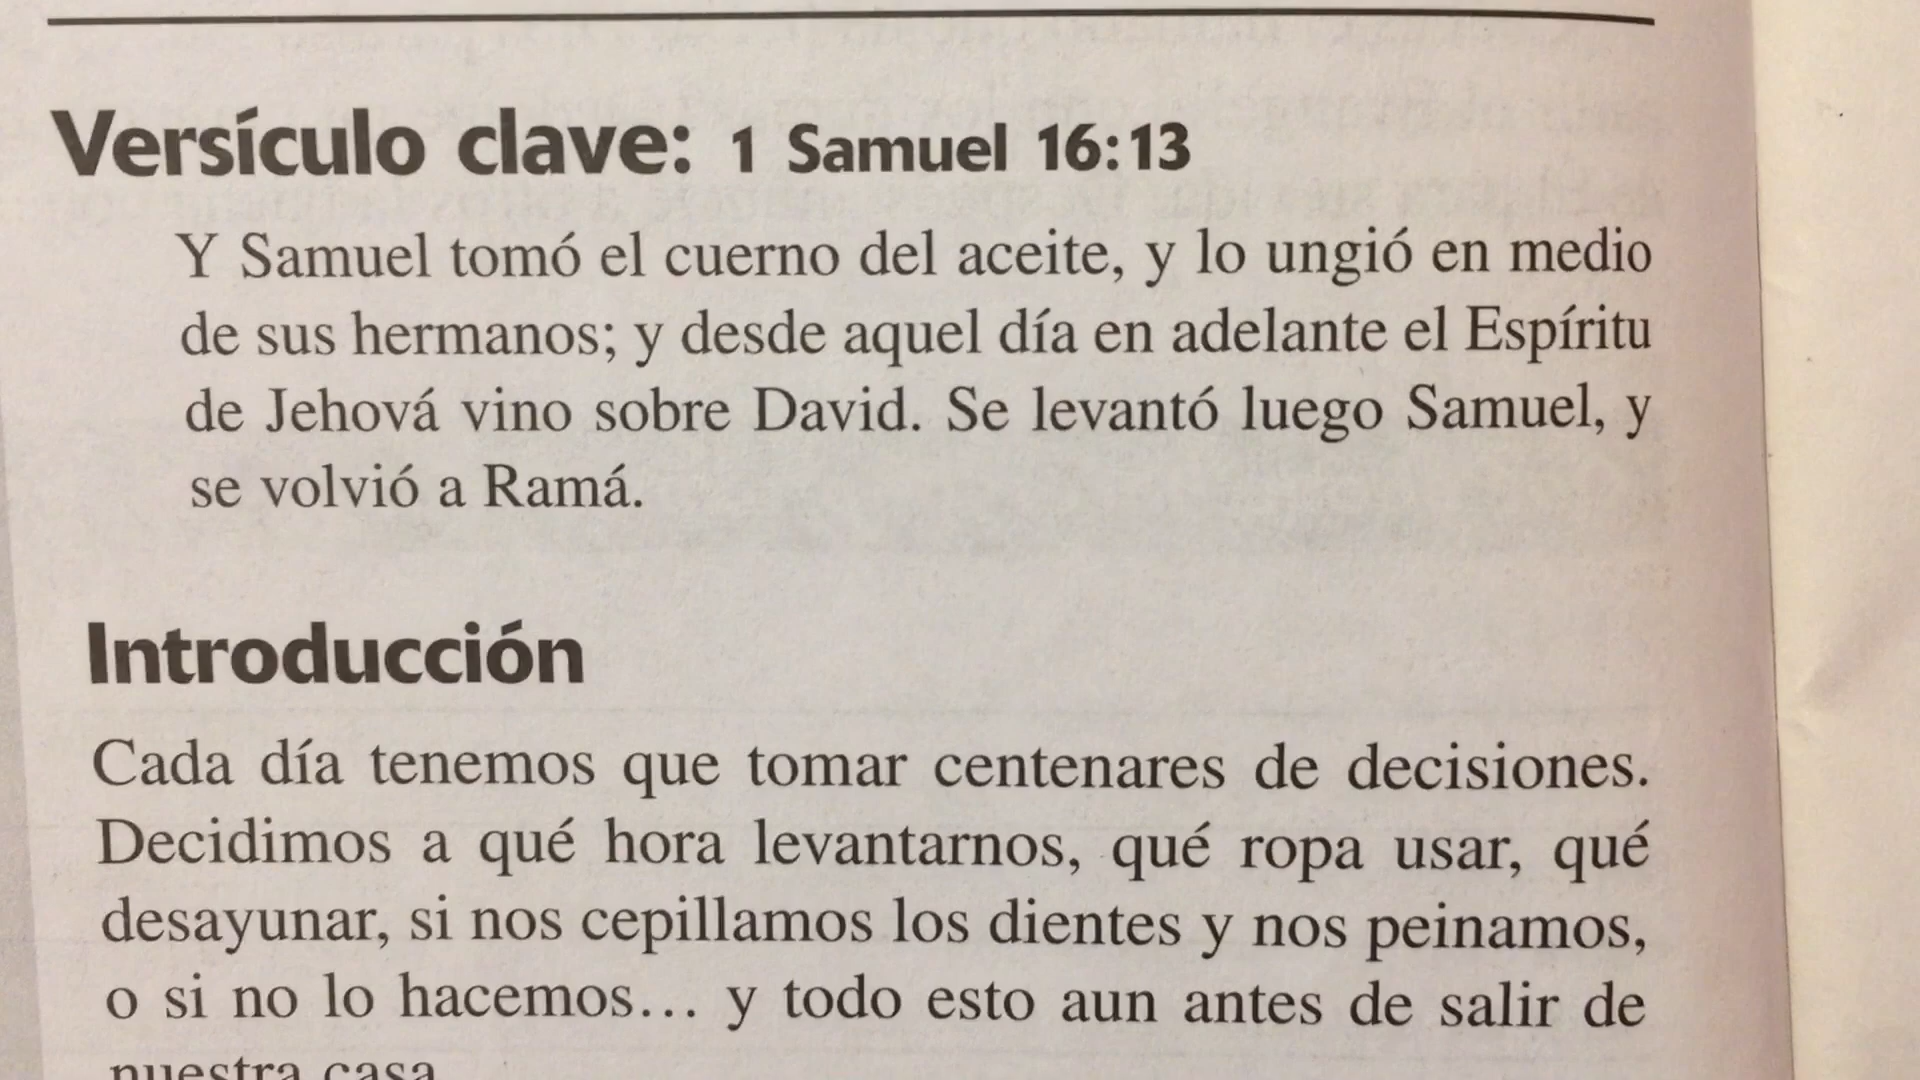 Versículo clave: 1 Samuel 16:13
Y Samuel tomó el cuerno del aceite, y lo ungió en medio
de sus hermanos; y desde aquel día en adelante el Espíritu
de Jehová vino sobre David. Se levantó luego Samuel, y
se volvió a Ramá.
Introducción
Cada día tenemos que tomar centenares de decisiones.
Decidimos a qué hora levantarnos, qué ropa usar, qué
desayunar, si nos cepillamos los dientes y nos peinamos,
o si no lo hacemos... y todo esto aun antes de salir de
nuestra casa